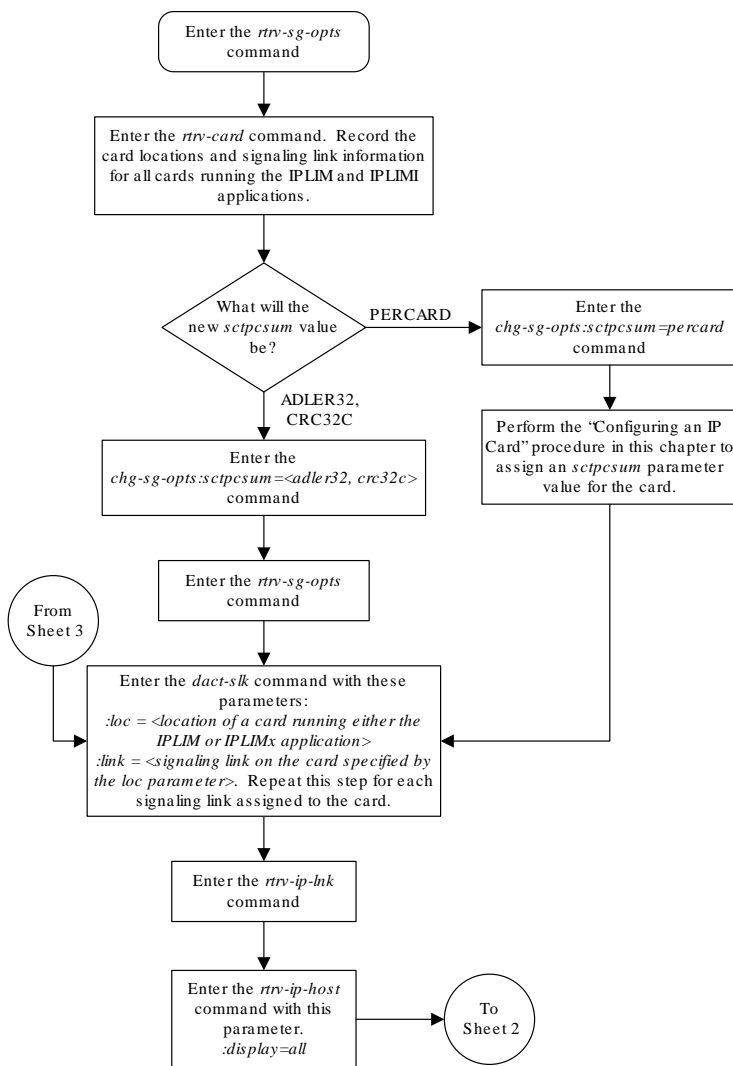 Enter the rtrv-sg-opts
command
Enter the rtrv-card command. Record the
card locations and signaling link information
for all cards running the IPLIM and IPLIMI
applications.
What will the
new sctpcsum value
be?
PERCARD
Enter the
chg-sg-opts:sctpcsum=percard
command
ADLER32,
CRC32C
Perform the “Configuring an IP
Card” procedure in this chapter to
assign an sctpcsum parameter
value for the card.
Enter the
chg-sg-opts:sctpcsum=<adler32, crc32c>
command
Enter the rtrv-sg-opts
command
From
Sheet 3
Enter the dact-slk command with these
parameters:
:loc = <location of a card running either the
IPLIM or IPLIMx application>
:link = <signaling link on the card specified by
the loc parameter>. Repeat this step for each
signaling link assigned to the card.
Enter the rtrv-ip-lnk
command
Enter the rtrv-ip-host
command with this
parameter.
:display=all
To
Sheet 2